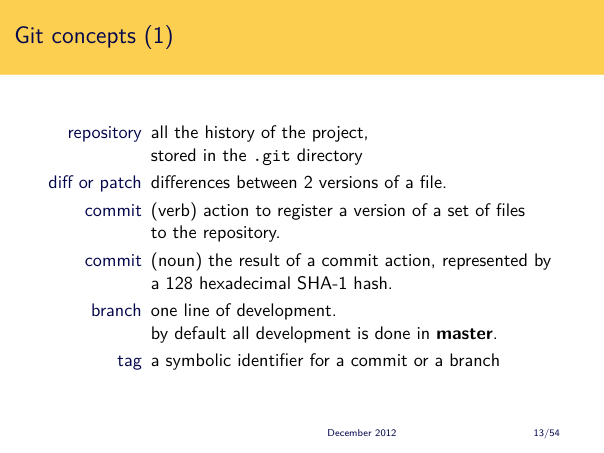 Git concepts (1)
repository all the history of the project,
stored in the .git directory
diff or patch differences between 2 versions of a file.
commit (verb) action to register a version of a set of files
to the repository.
commit (noun) the result of a commit action, represented by
a 128 hexadecimal SHA-1 hash.
branch one line of development.
by default all development is done in master.
tag a symbolic identifier for a commit or a branch
December 2012 13/54